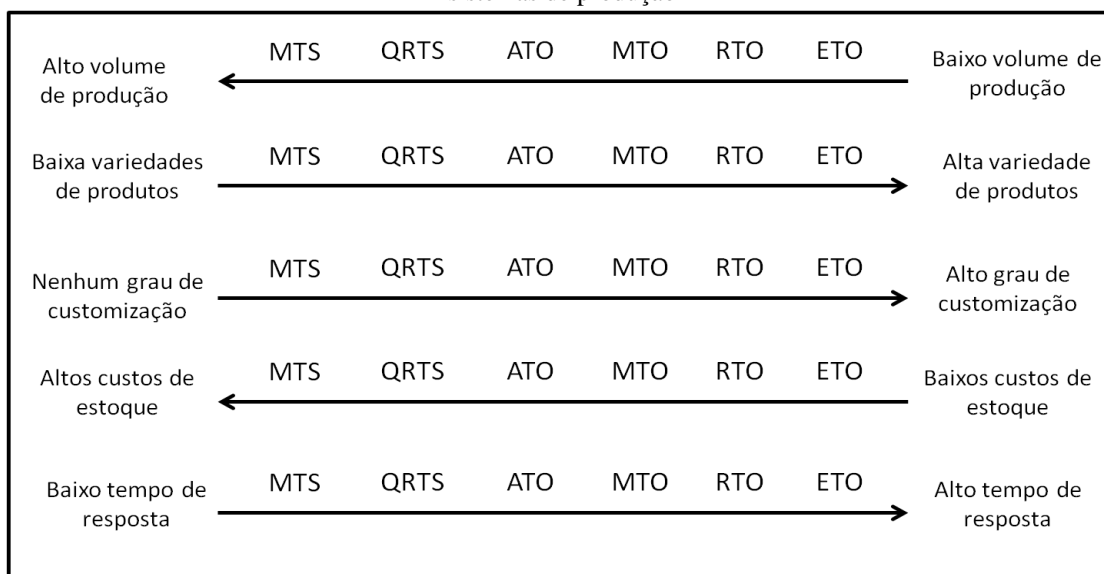 sistemas de produção
MTS QRTS ATO MTO RTO ETO
Alto volume
de produção
Baixo volume de
produção
MTS QRTS ATO MTO RTO ETO
Baixa variedades
de produtos
Alta variedade
de produtos
MTS QRTS ATO MTO RTO ETO
Nenhum grau de
customização
Alto grau de
customização
MTS QRTS ATO MTO RTO ETO
Altos custos de
estoque
Baixos custos de
estoque
MTS QRTS ATO MTO RTO ETO
Baixo tempo de
resposta
Alto tempo de
resposta